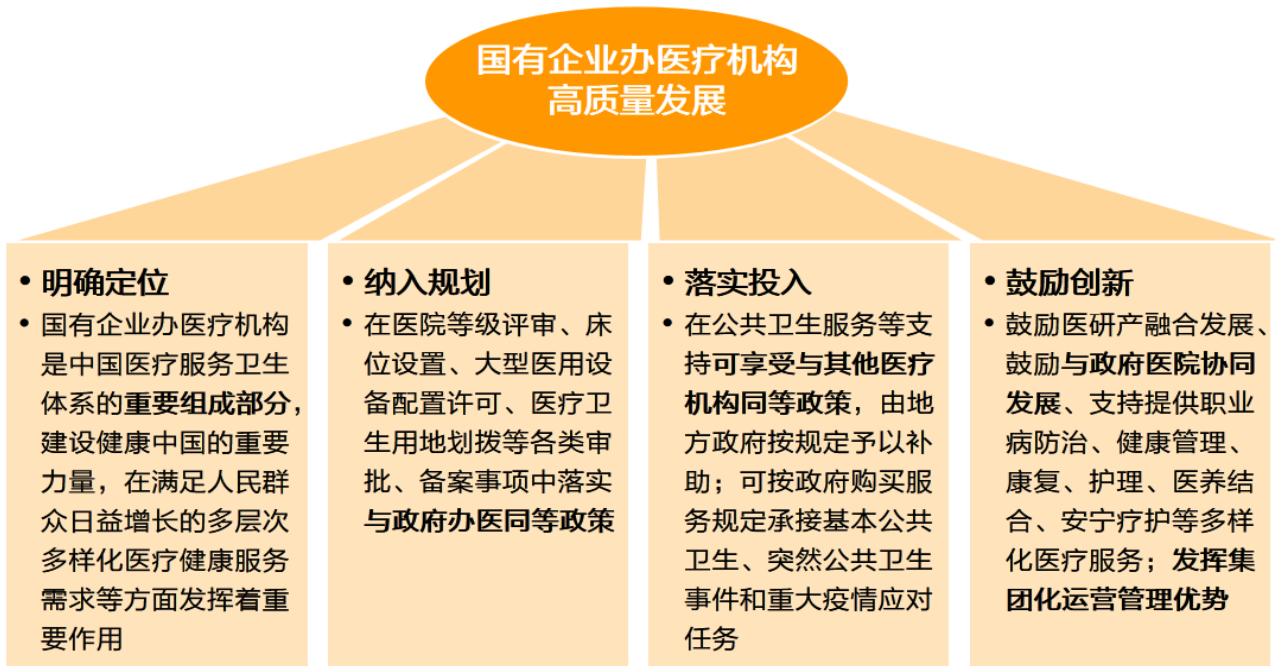 国有企业办医疗机构
高质量发展
• 明确定位
• 国有企业办医疗机构
是中国医疗服务卫生
体系的重要组成部分，
建设健康中国的重要
力量，在满足人民群
众日益增长的多层次
多样化医疗健康服务
需求等方面发挥着重
要作用
• 纳入规划
• 在医院等级评审、床
位设置、大型医用设
备配置许可、医疗卫
生用地划拨等各类审
批、备案事项中落实
与政府办医同等政策
• 落实投入
• 在公共卫生服务等支
持可享受与其他医疗
机构同等政策，由地
方政府按规定予以补
助；可按政府购买服
务规定承接基本公共
卫生、突然公共卫生
事件和重大疫情应对
任务
• 鼓励创新
• 鼓励医研产融合发展、
鼓励与政府医院协同
发展、支持提供职业
病防治、健康管理、
康复、护理、医养结
合、安宁疗护等多样
化医疗服务；发挥集
团化运营管理优势